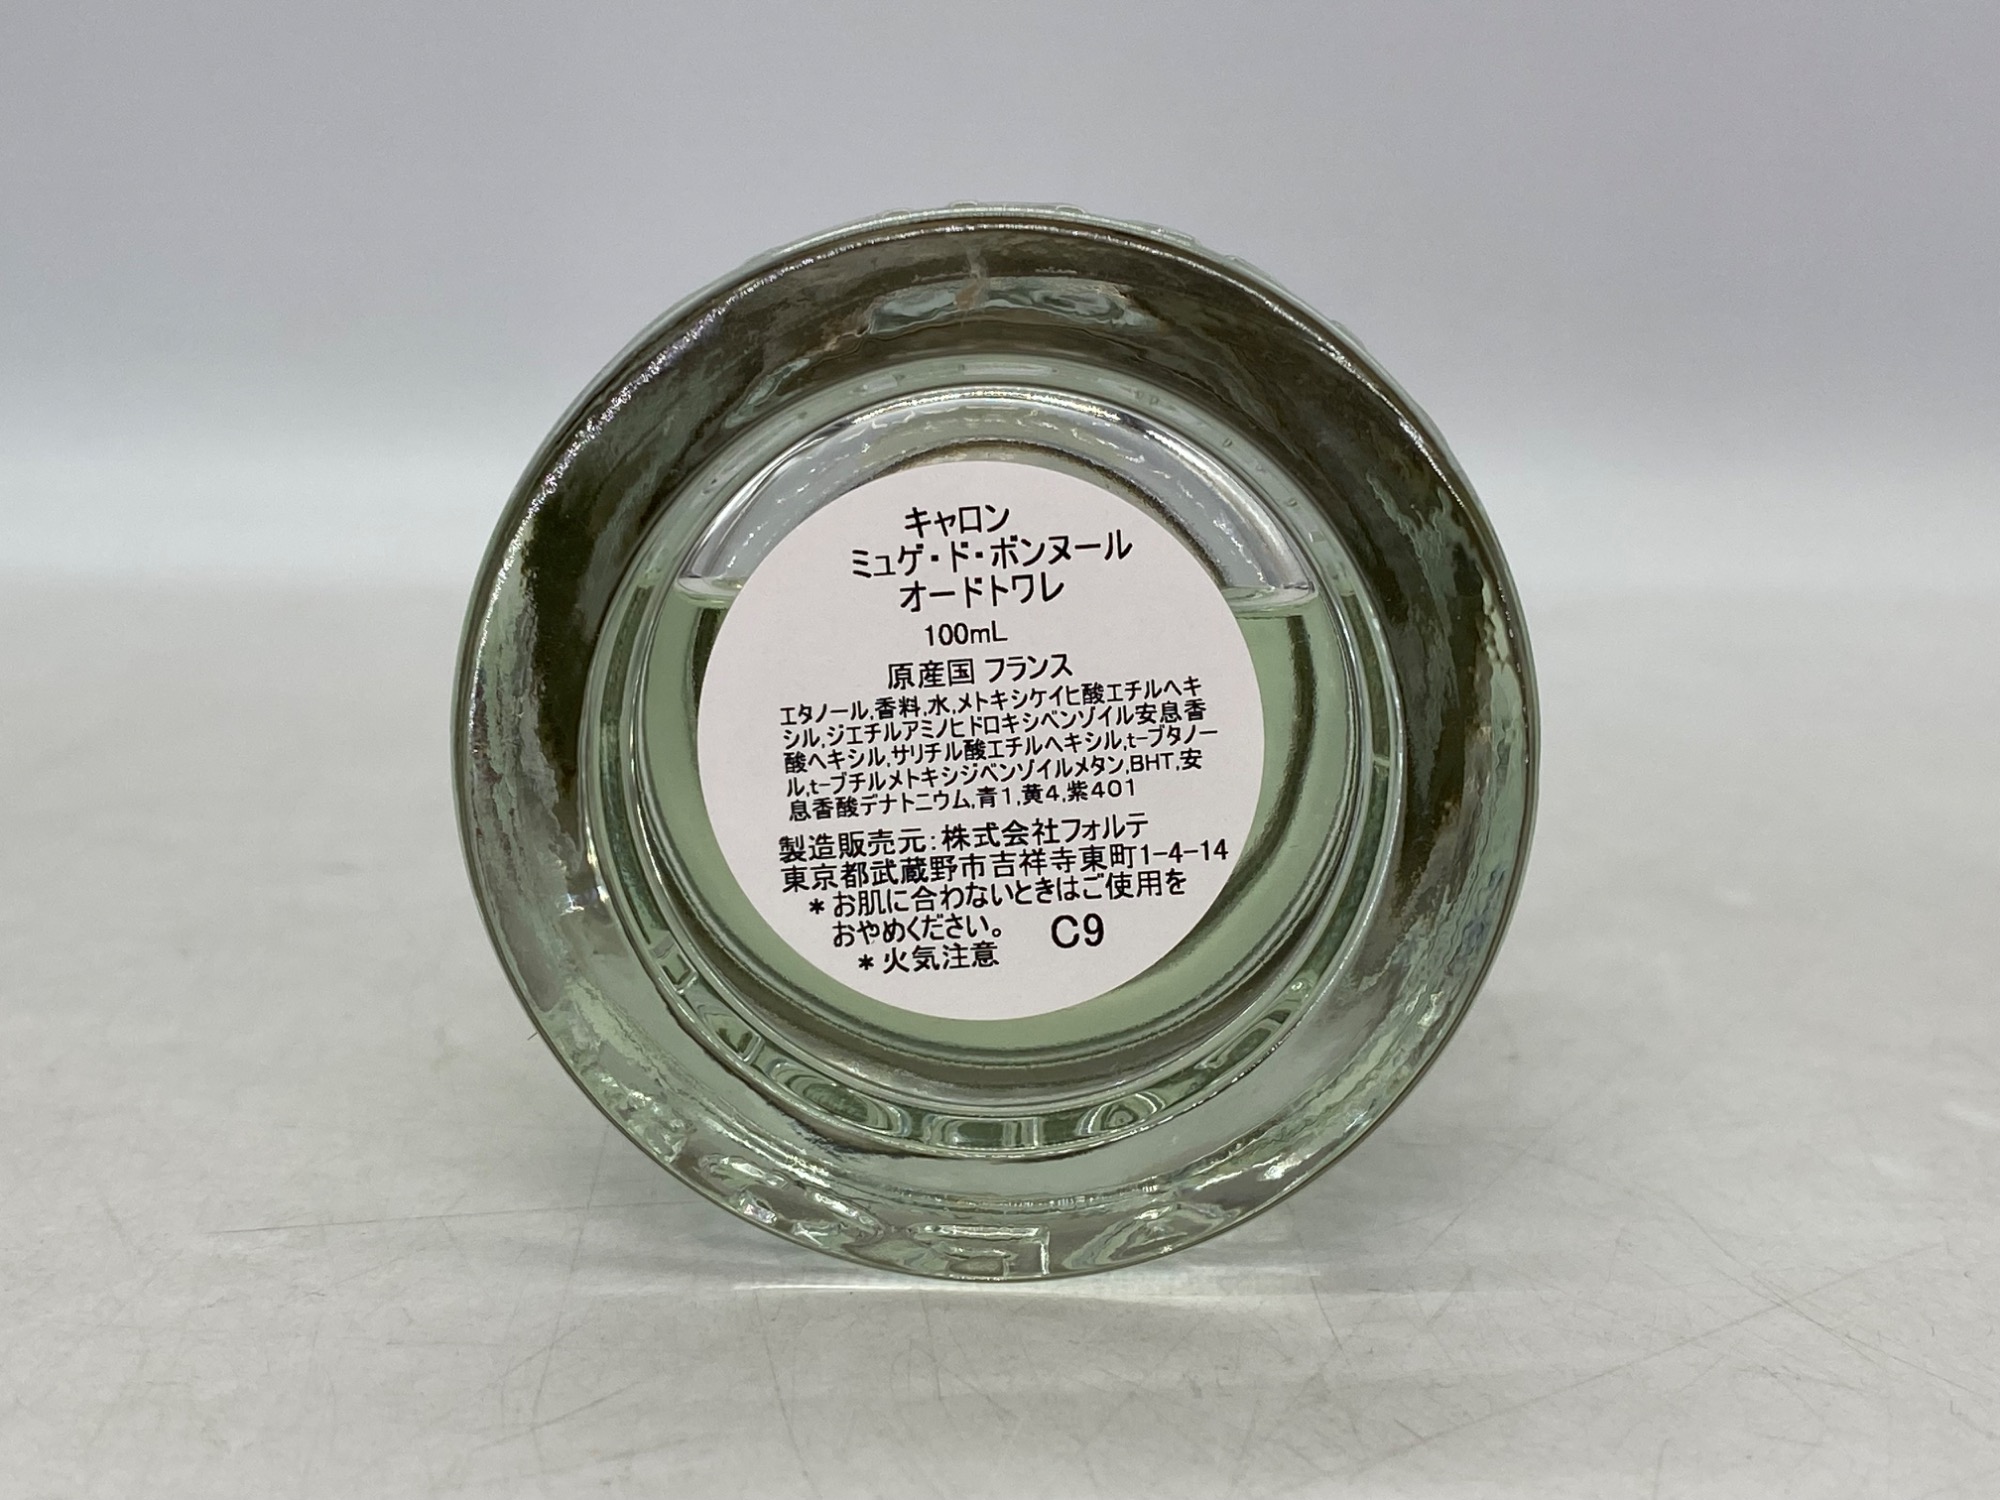 キャロン
ミュゲ・ド・ボンヌール
オードトワレ
100mL
原産国 フランス
エタノール,香料,水,メトキシケイヒ酸エチルヘキ
シル,ジエチルアミノヒドロキシベンゾイル安息香
酸ヘキシル,サリチル酸エチルヘキシル,t-ブタノー
ル,t-ブチルメトキシジベンゾイルメタン,BHT,安
息香酸デナトニウム,青1,黄4,紫401
製造販売元:株式会社フォルテ
東京都武蔵野市吉祥寺東町1-4-14
*お肌に合わないときはご使用を
おやめください。 C9
*火気注意